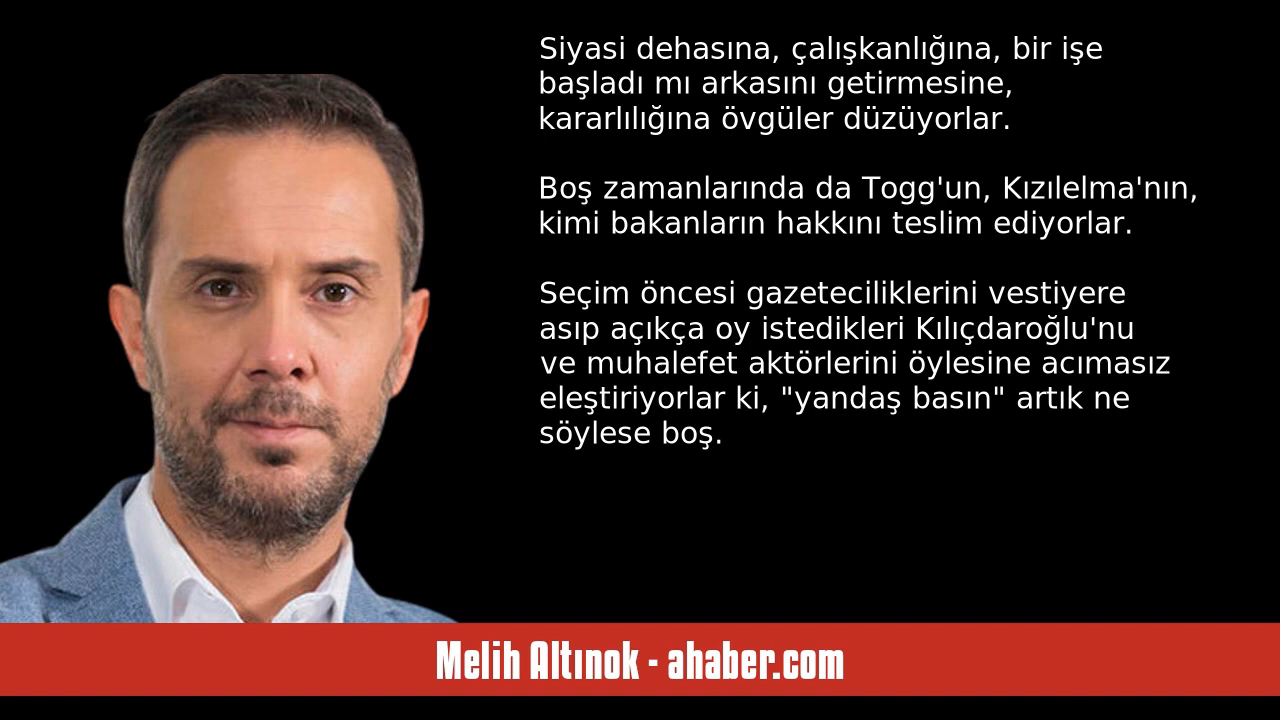 Siyasi dehasına, çalışkanlığına, bir işe
başladı mı arkasını getirmesine,
kararlılığına övgüler düzüyorlar.
Boş zamanlarında da Togg'un, Kızılelma'nın,
kimi bakanların hakkını teslim ediyorlar.
Seçim öncesi gazeteciliklerini vestiyere
asıp açıkça oy istedikleri Kılıçdaroğlu'nu
ve muhalefet aktörlerini öylesine acımasız
eleştiriyorlar ki, "yandaş basın" artık ne
söylese boş.
Melih Altınok - ahaber.com